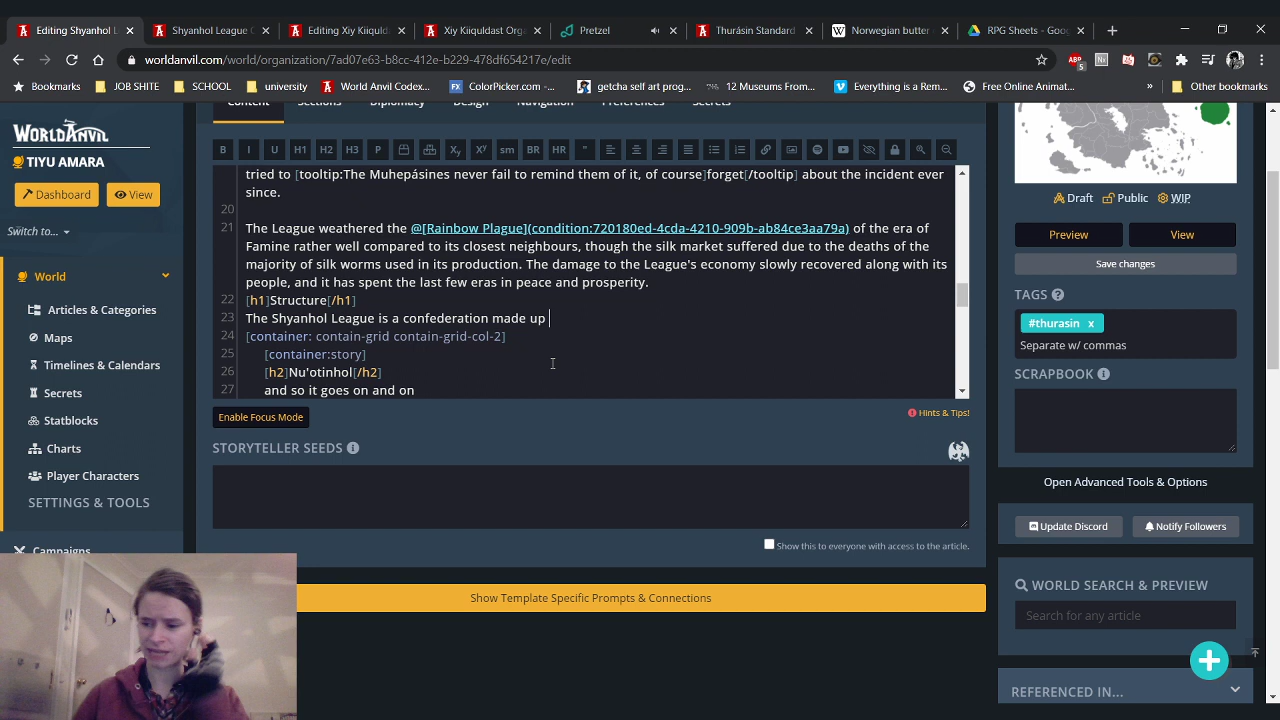 Editing Shyanhol L
Shyanhol League C
Editing Xiy Kiiquld
Xiy Kiiquldast Orga
Pretzel
Thurásin Standard
Norwegian butter
RPG Sheets - Goog
worldanvil.com/world/organization/7ad07e63-b8cc-412e-b229-478df654217e/edit
Bookmarks
JOB SHITE
SCHOOL
university
World Anvil Codex...
ColorPicker.com -...
getcha self art prog...
12 Museums From...
Everything is a Rem...
Free Online Animat...
Other bookmarks
WORLDANVIL
TIYU AMARA
Dashboard
View
Switch to...
World
Articles & Categories
Maps
Timelines & Calendars
Secrets
Statblocks
Charts
Player Characters
SETTINGS & TOOLS
Campaigns
Content
Sections
Diplomacy
Design
Navigation
Preferences
Secrets
B I U H1 H2 H3 P sm BR HR
tried to [tooltip:The Muhepásines never fail to remind them of it, of course]forget[/tooltip] about the incident ever
since.
20
21 The League weathered the @[Rainbow Plague](condition:720180ed-4cda-4210-909b-ab84ce3aa79a) of the era of
Famine rather well compared to its closest neighbours, though the silk market suffered due to the deaths of the
majority of silk worms used in its production. The damage to the League's economy slowly recovered along with its
people, and it has spent the last few eras in peace and prosperity.
22 [h1]Structure[/h1]
23 The Shyanhol League is a confederation made up
24 [container: contain-grid contain-grid-col-2]
25 [container:story]
26 [h2]Nu'otinhol[/h2]
27 and so it goes on and on
Enable Focus Mode
Hints & Tips!
STORYTELLER SEEDS
Show this to everyone with access to the article.
Show Template Specific Prompts & Connections
Draft
Public
WIP
Preview
View
Save changes
TAGS
#thurasin x
Separate w/ commas
SCRAPBOOK
Open Advanced Tools & Options
Update Discord
Notify Followers
WORLD SEARCH & PREVIEW
Search for any article
REFERENCED IN...